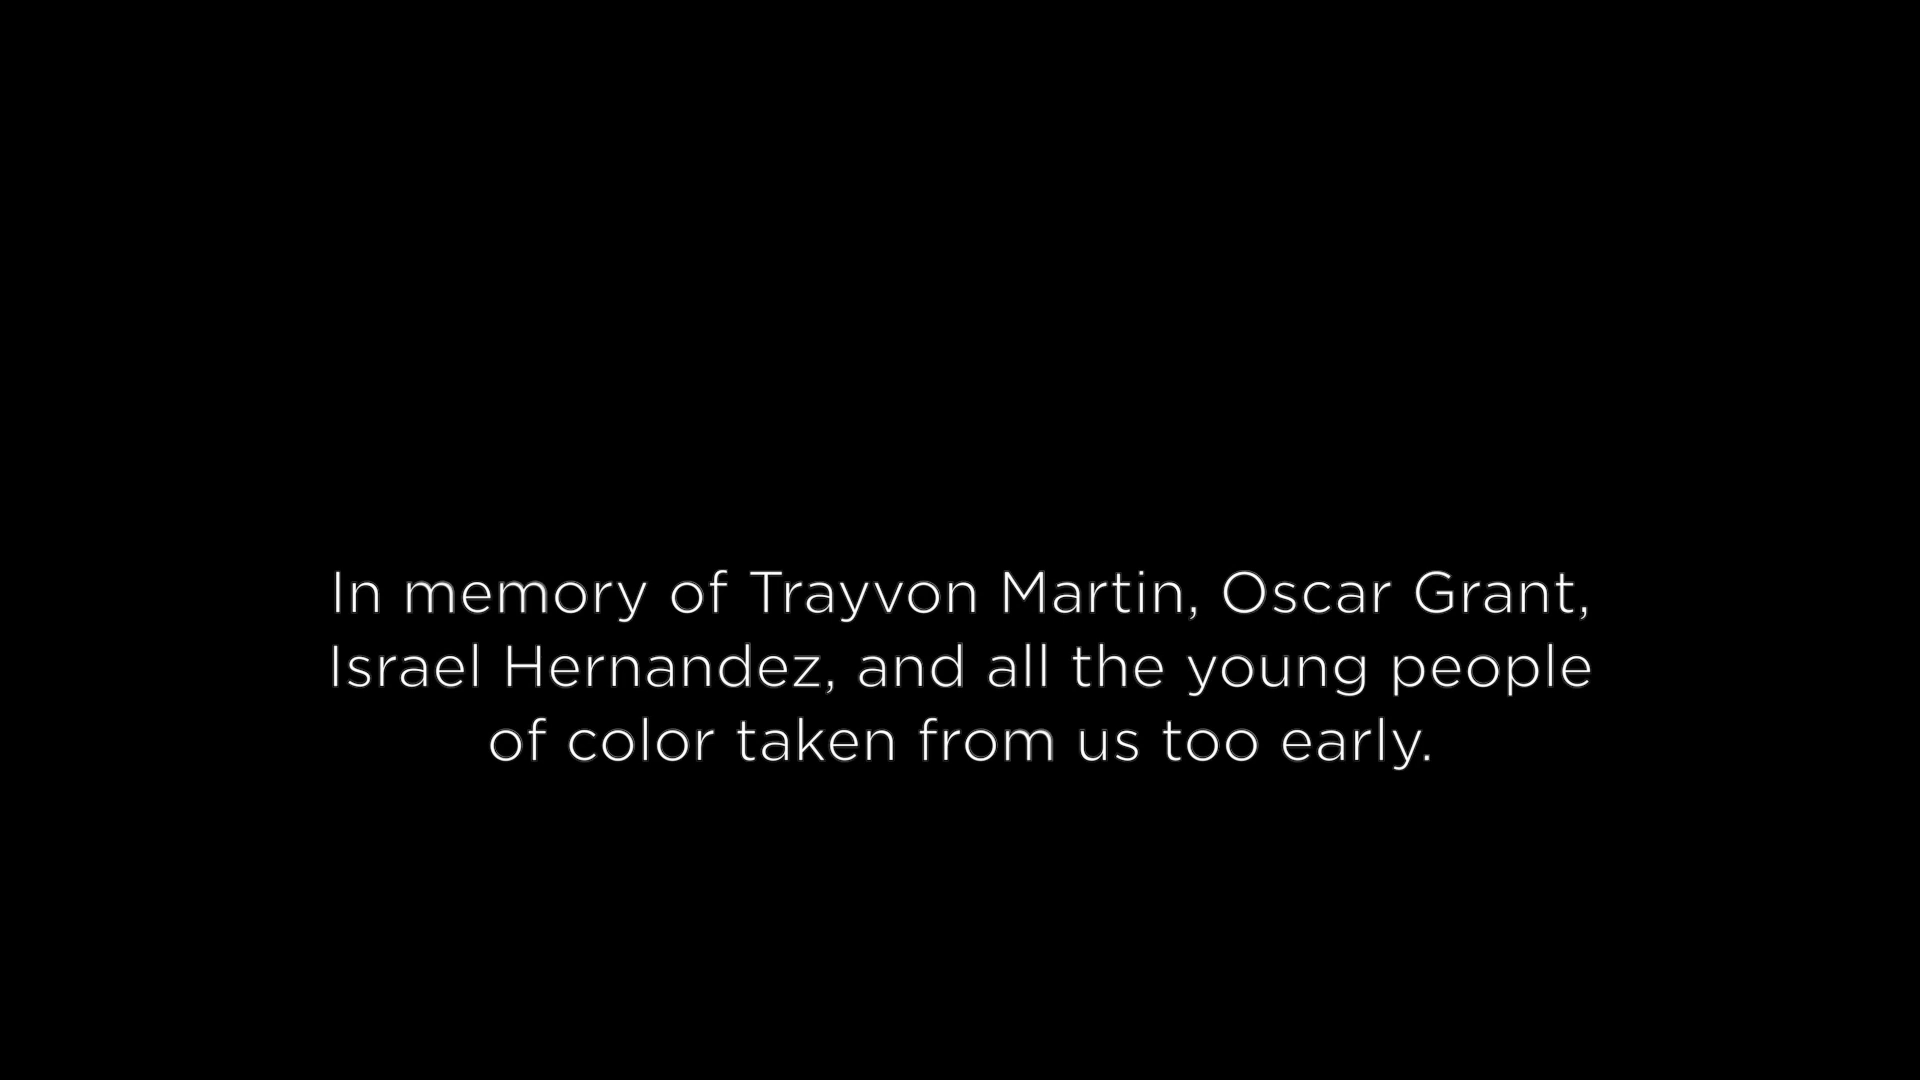 In memory of Trayvon Martin, Oscar Grant,
Israel Hernandez, and all the young people
of color taken from us too early.